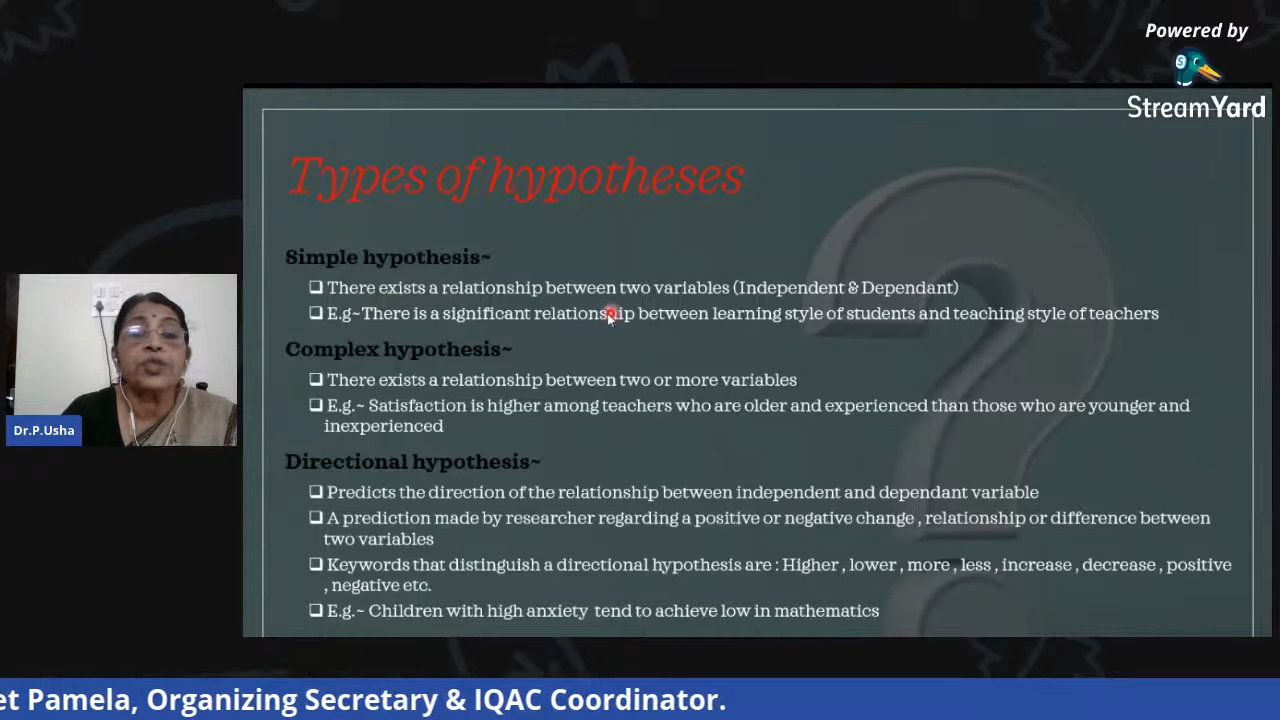 Powered by
StreamYard
Types of hypotheses
Simple hypothesis~
There exists a relationship between two variables (Independent & Dependant)
E.g~There is a significant relationship between learning style of students and teaching style of teachers
Complex hypothesis~
There exists a relationship between two or more variables
E.g.~ Satisfaction is higher among teachers who are older and experienced than those who are younger and
inexperienced
Directional hypothesis~
Predicts the direction of the relationship between independent and dependant variable
A prediction made by researcher regarding a positive or negative change , relationship or difference between
two variables
Keywords that distinguish a directional hypothesis are : Higher , lower , more , less , increase , decrease , positive
, negative etc.
E.g.~ Children with high anxiety tend to achieve low in mathematics
Dr.P.Usha
et Pamela, Organizing Secretary & IQAC Coordinator.